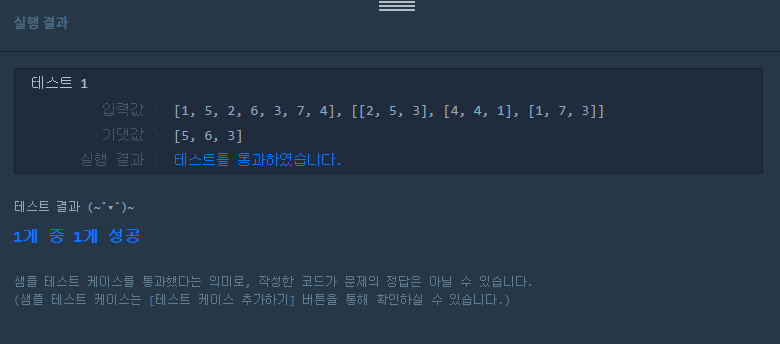 실행 결과
테스트 1
입력값 〉 [1, 5, 2, 6, 3, 7, 4], [[2, 5, 3], [4, 4, 1], [1, 7, 3]]
기댓값 〉 [5, 6, 3]
실행 결과 〉 테스트를 통과하였습니다.
테스트 결과 (~˘▾˘)~
1개 중 1개 성공
샘플 테스트 케이스를 통과했다는 의미로, 작성한 코드가 문제의 정답은 아닐 수 있습니다.
(샘플 테스트 케이스는 [테스트 케이스 추가하기] 버튼을 통해 확인하실 수 있습니다.)